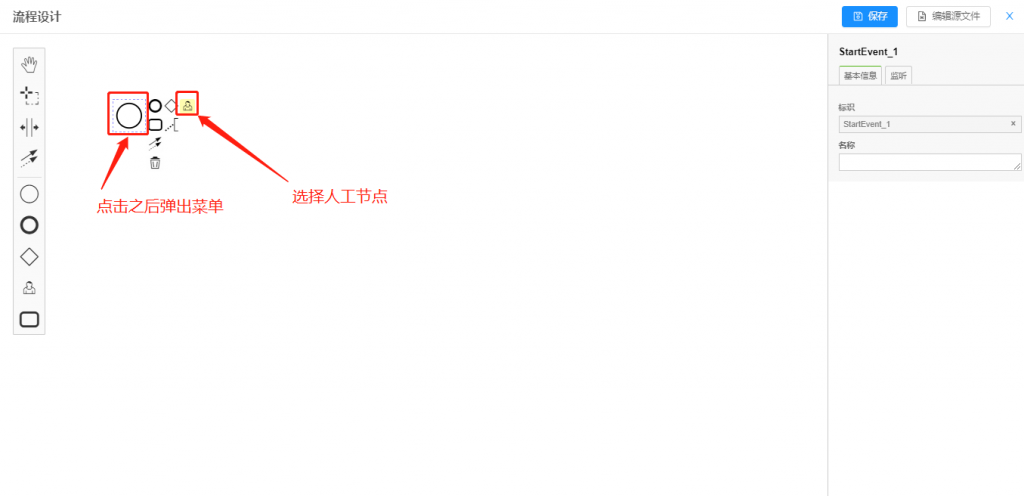 流程设计
保存
编辑源文件
X
StartEvent_1
基本信息
监听
标识
StartEvent_1
×
名称
点击之后弹出菜单
选择人工节点